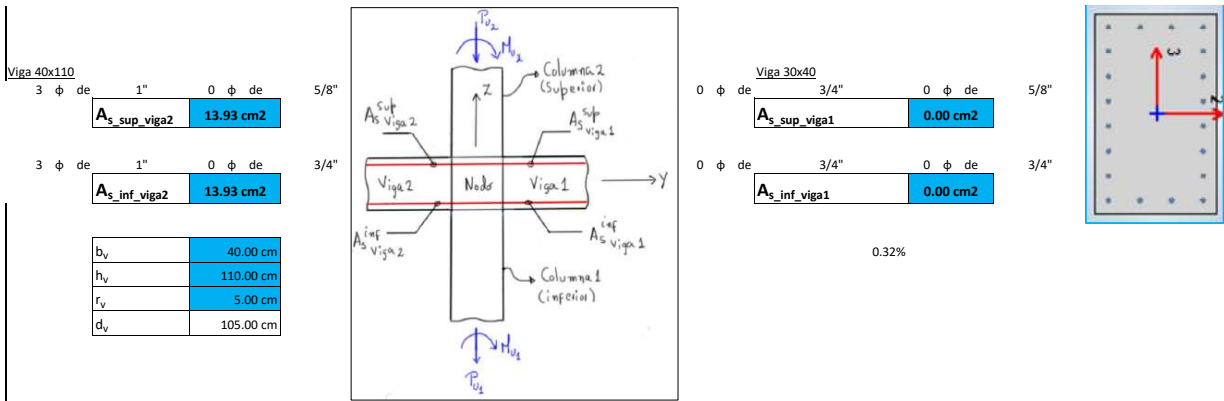 Viga 40x110
3 ϕ de 1" 0 ϕ de 5/8"
As_sup_viga2 13.93 cm2
3 ϕ de 1" 0 ϕ de 3/4"
As_inf_viga2 13.93 cm2
bv 40.00 cm
hv 110.00 cm
rv 5.00 cm
dv 105.00 cm
Pu2
Mu2
Columna 2
(Superior)
Z
As sup viga 2
As sup viga 1
Viga 2
Nodo
Viga 1
Y
As inf viga 2
As inf viga 1
Columna 1
(inferior)
Mu1
Pu1
Viga 30x40
0 ϕ de 3/4" 0 ϕ de 5/8"
As_sup_viga1 0.00 cm2
0 ϕ de 3/4" 0 ϕ de 3/4"
As_inf_viga1 0.00 cm2
0.32%
3
2